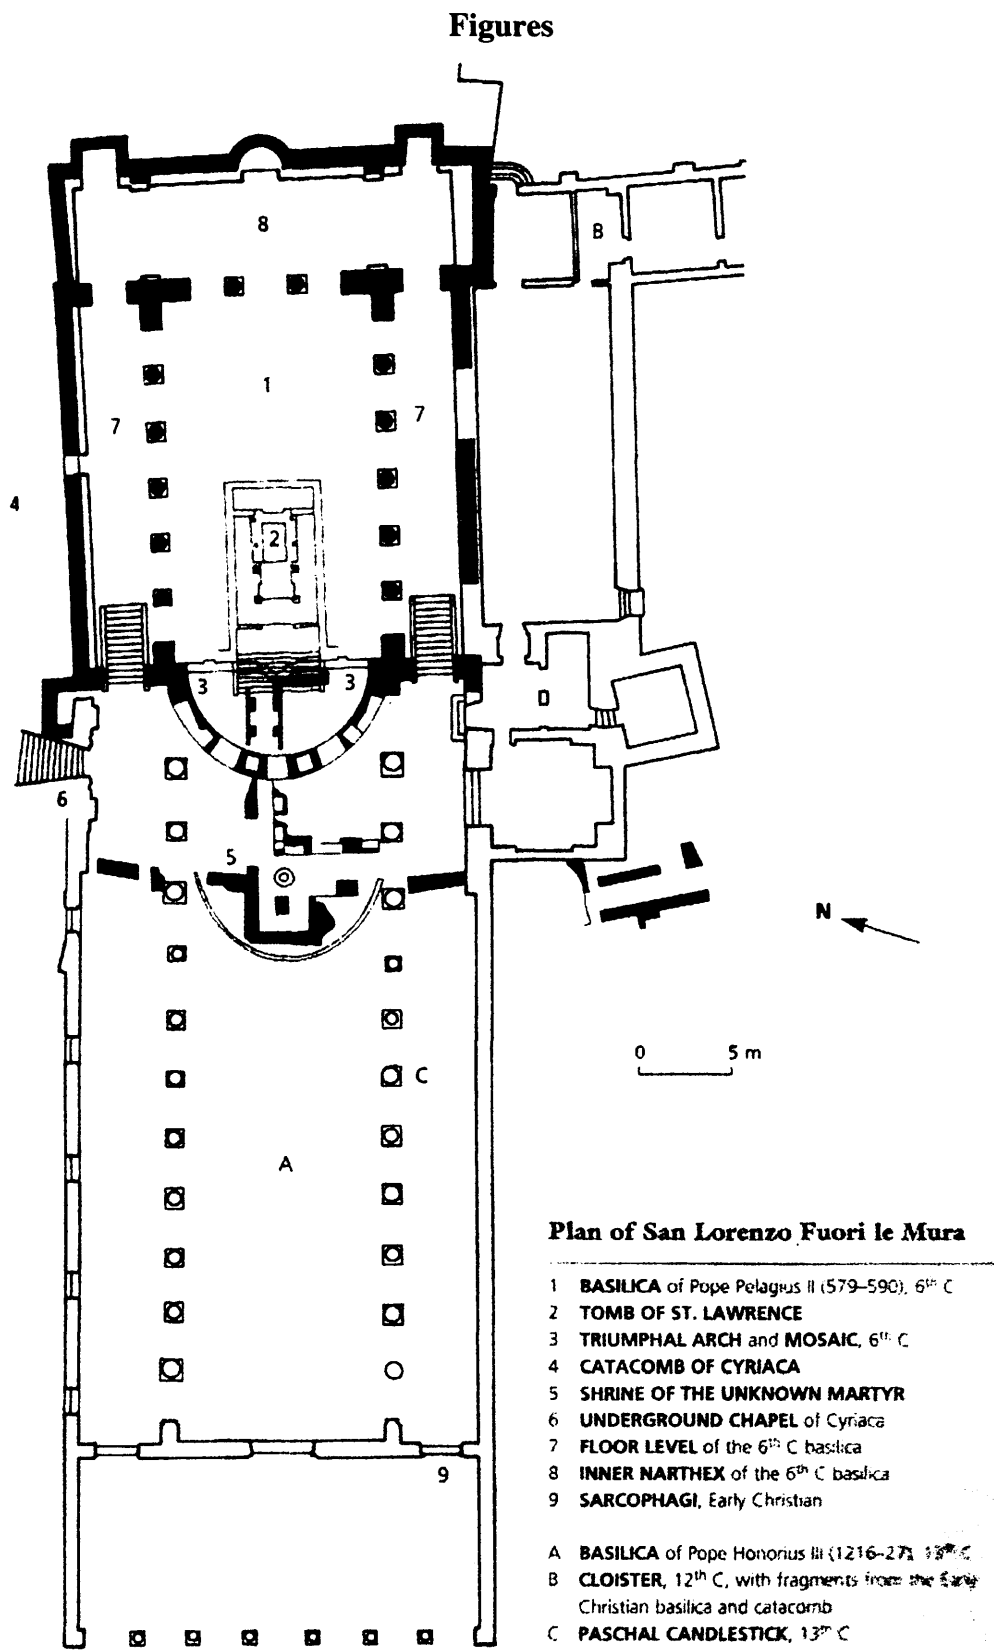 Figures
8
B
1
7
7
4
2
3
3
6
5
N
0 5 m
C
A
9
Plan of San Lorenzo Fuori le Mura
1 BASILICA of Pope Pelagius II (579–590), 6th C
2 TOMB OF ST. LAWRENCE
3 TRIUMPHAL ARCH and MOSAIC, 6th C
4 CATACOMB OF CYRIACA
5 SHRINE OF THE UNKNOWN MARTYR
6 UNDERGROUND CHAPEL of Cyriaca
7 FLOOR LEVEL of the 6th C basilica
8 INNER NARTHEX of the 6th C basilica
9 SARCOPHAGI, Early Christian
A BASILICA of Pope Honorius III (1216–27), 13th C
B CLOISTER, 12th C, with fragments from the Early
Christian basilica and catacomb
C PASCHAL CANDLESTICK, 13th C